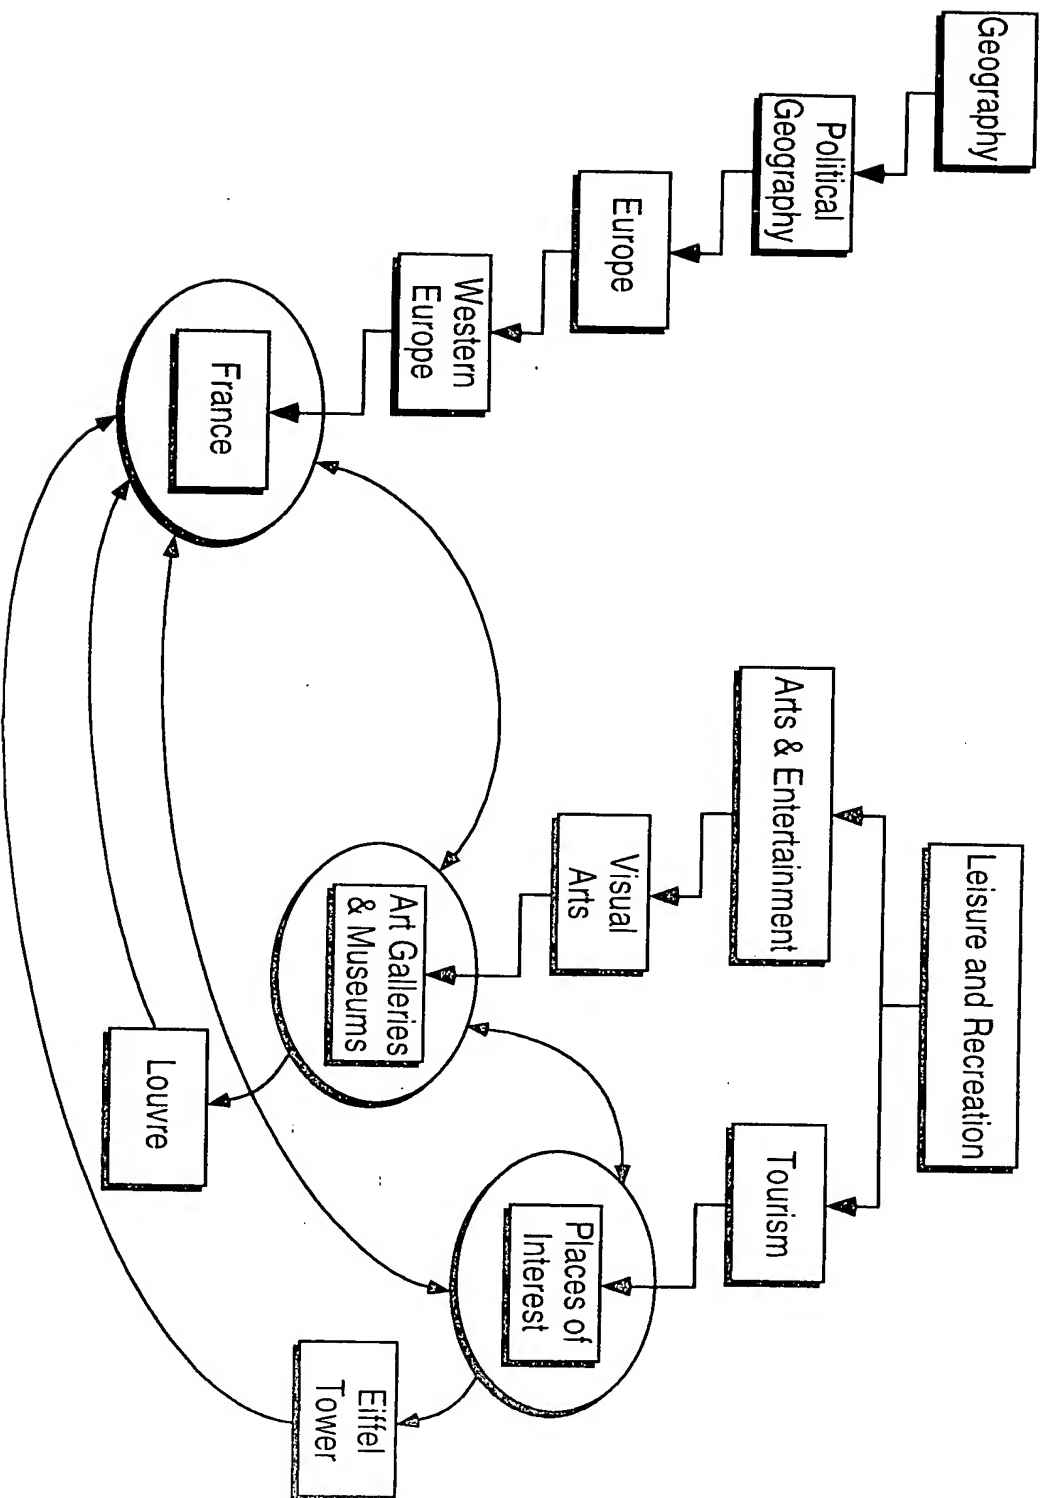 Geography
Political
Geography
Europe
Western
Europe
France
Leisure and Recreation
Arts & Entertainment
Tourism
Visual
Arts
Art Galleries
& Museums
Places of
Interest
Louvre
Eiffel
Tower